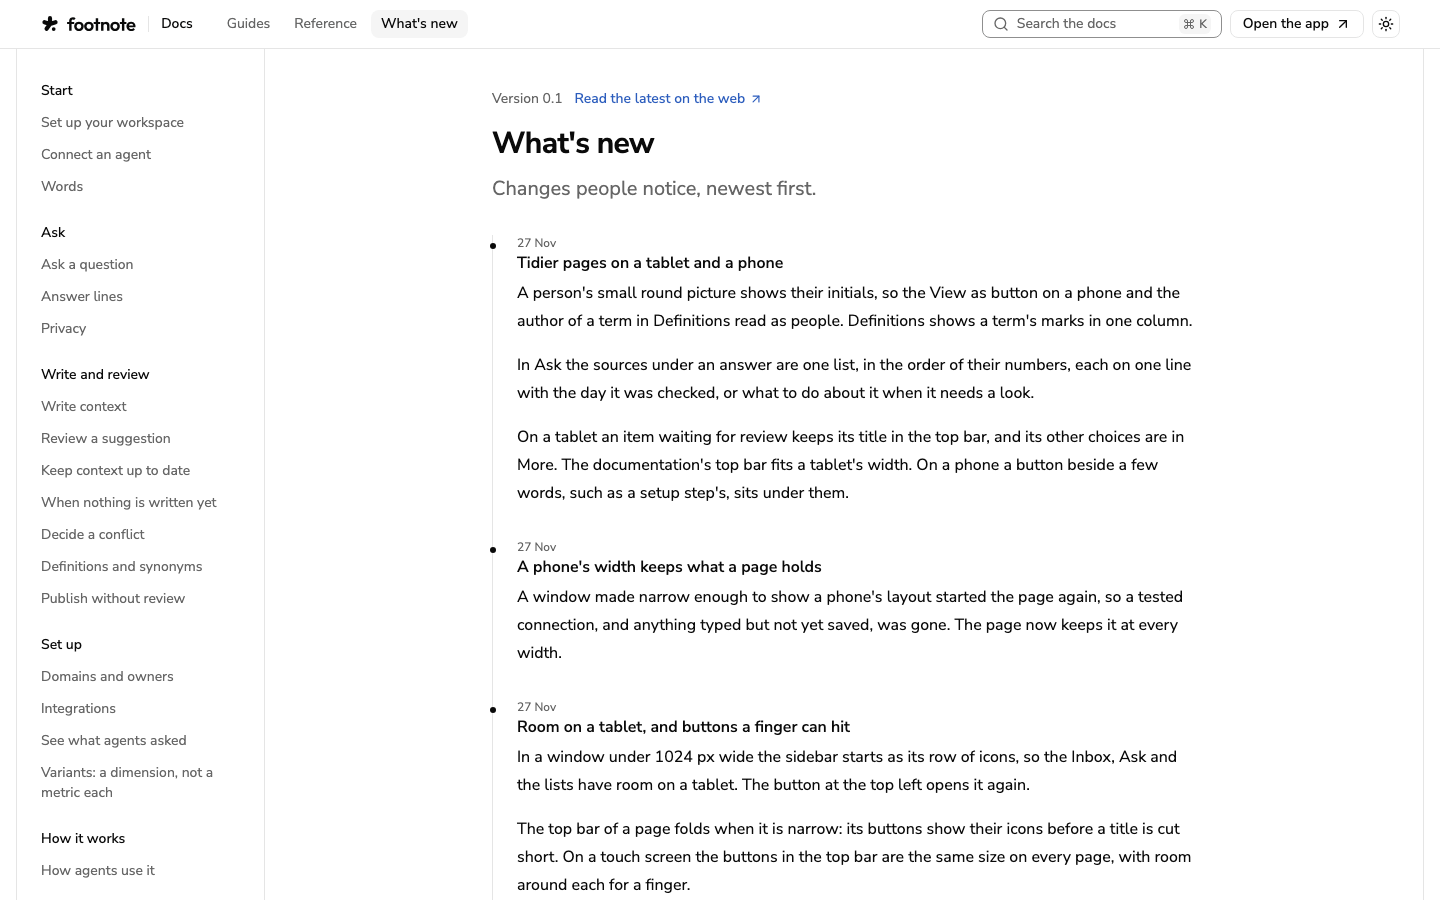 footnote
Docs
Guides
Reference
What's new
Search the docs
⌘ K
Open the app
Start
Set up your workspace
Connect an agent
Words
Ask
Ask a question
Answer lines
Privacy
Write and review
Write context
Review a suggestion
Keep context up to date
When nothing is written yet
Decide a conflict
Definitions and synonyms
Publish without review
Set up
Domains and owners
Integrations
See what agents asked
Variants: a dimension, not a
metric each
How it works
How agents use it
Version 0.1 Read the latest on the web
What's new
Changes people notice, newest first.
27 Nov
Tidier pages on a tablet and a phone
A person's small round picture shows their initials, so the View as button on a phone and the
author of a term in Definitions read as people. Definitions shows a term's marks in one column.
In Ask the sources under an answer are one list, in the order of their numbers, each on one line
with the day it was checked, or what to do about it when it needs a look.
On a tablet an item waiting for review keeps its title in the top bar, and its other choices are in
More. The documentation's top bar fits a tablet's width. On a phone a button beside a few
words, such as a setup step's, sits under them.
27 Nov
A phone's width keeps what a page holds
A window made narrow enough to show a phone's layout started the page again, so a tested
connection, and anything typed but not yet saved, was gone. The page now keeps it at every
width.
27 Nov
Room on a tablet, and buttons a finger can hit
In a window under 1024 px wide the sidebar starts as its row of icons, so the Inbox, Ask and
the lists have room on a tablet. The button at the top left opens it again.
The top bar of a page folds when it is narrow: its buttons show their icons before a title is cut
short. On a touch screen the buttons in the top bar are the same size on every page, with room
around each for a finger.